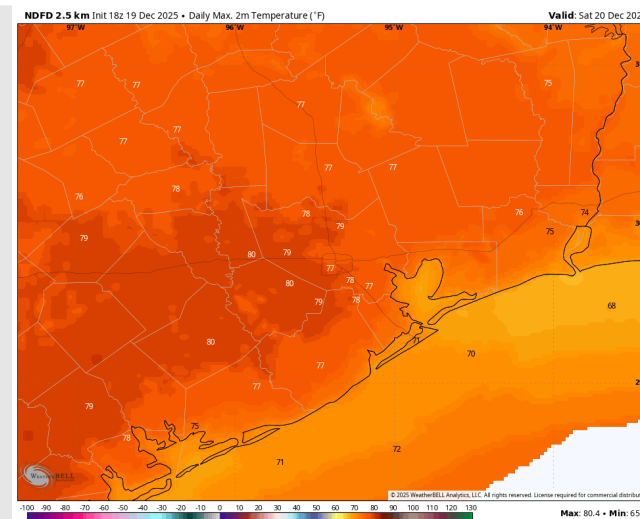 NDFD 2.5 km Init 18z 19 Dec 2025 • Daily Max. 2m Temperature (°F)
Valid: Sat 20 Dec 202
97°W 96°W 95°W 94°W
77 77 77 75
77 77
77 77
76 78 78 76 74
79 79 75
80 79 77
80 78 77
79 78 68
80 71 70
77
77
79
78 75 72
71
WeatherBELL
© 2025 WeatherBELL Analytics, LLC. All rights reserved. License required for commercial distribu
-100 -90 -80 -70 -60 -50 -40 -30 -20 -10 0 10 20 30 40 50 60 70 80 90 100 110 120 130
Max: 80.4 • Min: 65